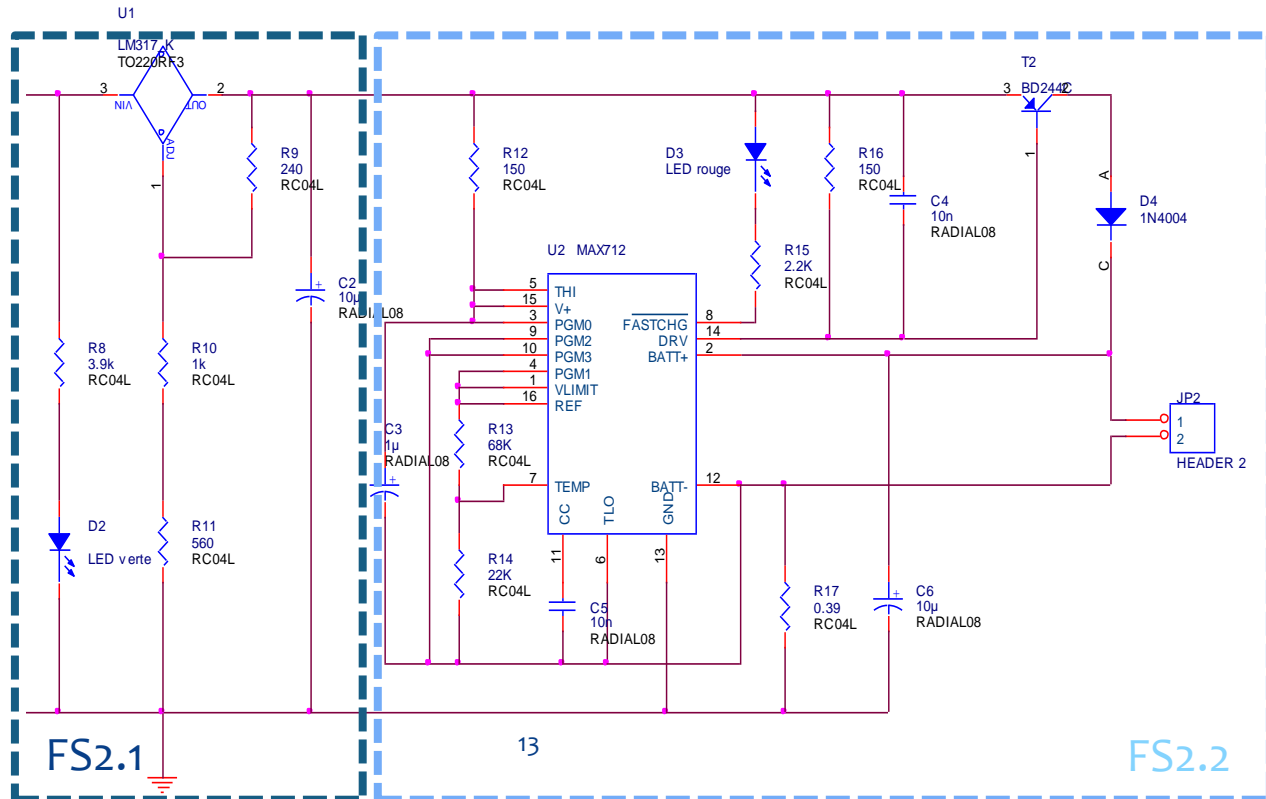 U1
LM317_K
TO220RF3
3
VIN
OUT
2
ADJ
1
R9
240
RC04L
C2
10µ
RADIAL08
R8
3.9k
RC04L
R10
1k
RC04L
D2
LED verte
R11
560
RC04L
FS2.1
T2
BD244C
3
2
1
R12
150
RC04L
D3
LED rouge
R16
150
RC04L
C4
10n
RADIAL08
A
D4
1N4004
C
R15
2.2K
RC04L
U2 MAX712
5 THI
15 V+
3 PGM0
9 PGM2
10 PGM3
4 PGM1
1 VLIMIT
16 REF
7 TEMP
FASTCHG 8
DRV 14
BATT+ 2
BATT- 12
CC
TLO
GND
11
6
13
C3
1µ
RADIAL08
R13
68K
RC04L
R14
22K
RC04L
C5
10n
RADIAL08
R17
0.39
RC04L
C6
10µ
RADIAL08
JP2
1
2
HEADER 2
13
FS2.2